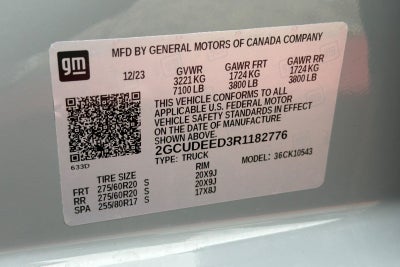 gm
MFD BY GENERAL MOTORS OF CANADA COMPANY
12/23 GVWR GAWR FRT GAWR RR
3221 KG 1724 KG 1724 KG
7100 LB 3800 LB 3800 LB
THIS VEHICLE CONFORMS TO ALL
APPLICABLE U.S. FEDERAL MOTOR
VEHICLE SAFETY STANDARDS IN EFFECT
ON THE DATE OF MANUFACTURE
SHOWN ABOVE.
2GCUDEED3R1182776
TYPE: TRUCK MODEL: 36CK10543
633D
TIRE SIZE RIM
FRT 275/60R20 S 20X9J
RR 275/60R20 S 20X9J
SPA 255/80R17 S 17X8J